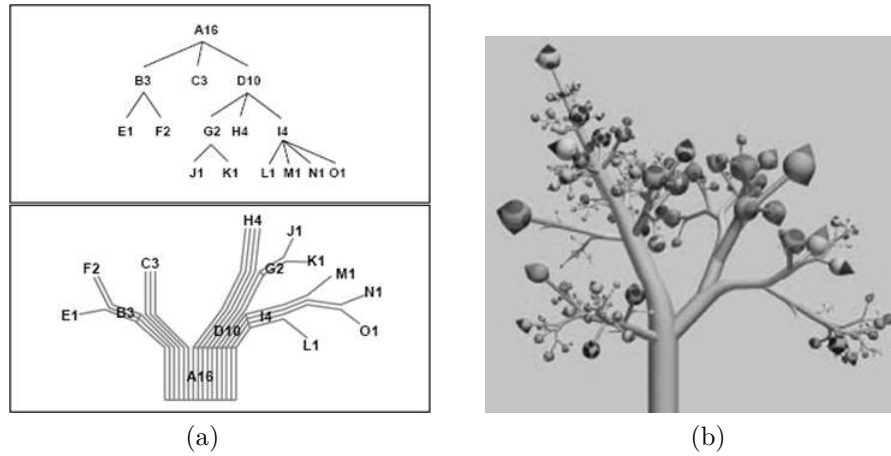 A16
B3 C3 D10
E1 F2 G2 H4 I4
J1 K1 L1 M1 N1 O1
H4
J1
C3
F2 G2 K1
M1
N1
E1 B3 I4
D10 O1
L1
A16
(a) (b)